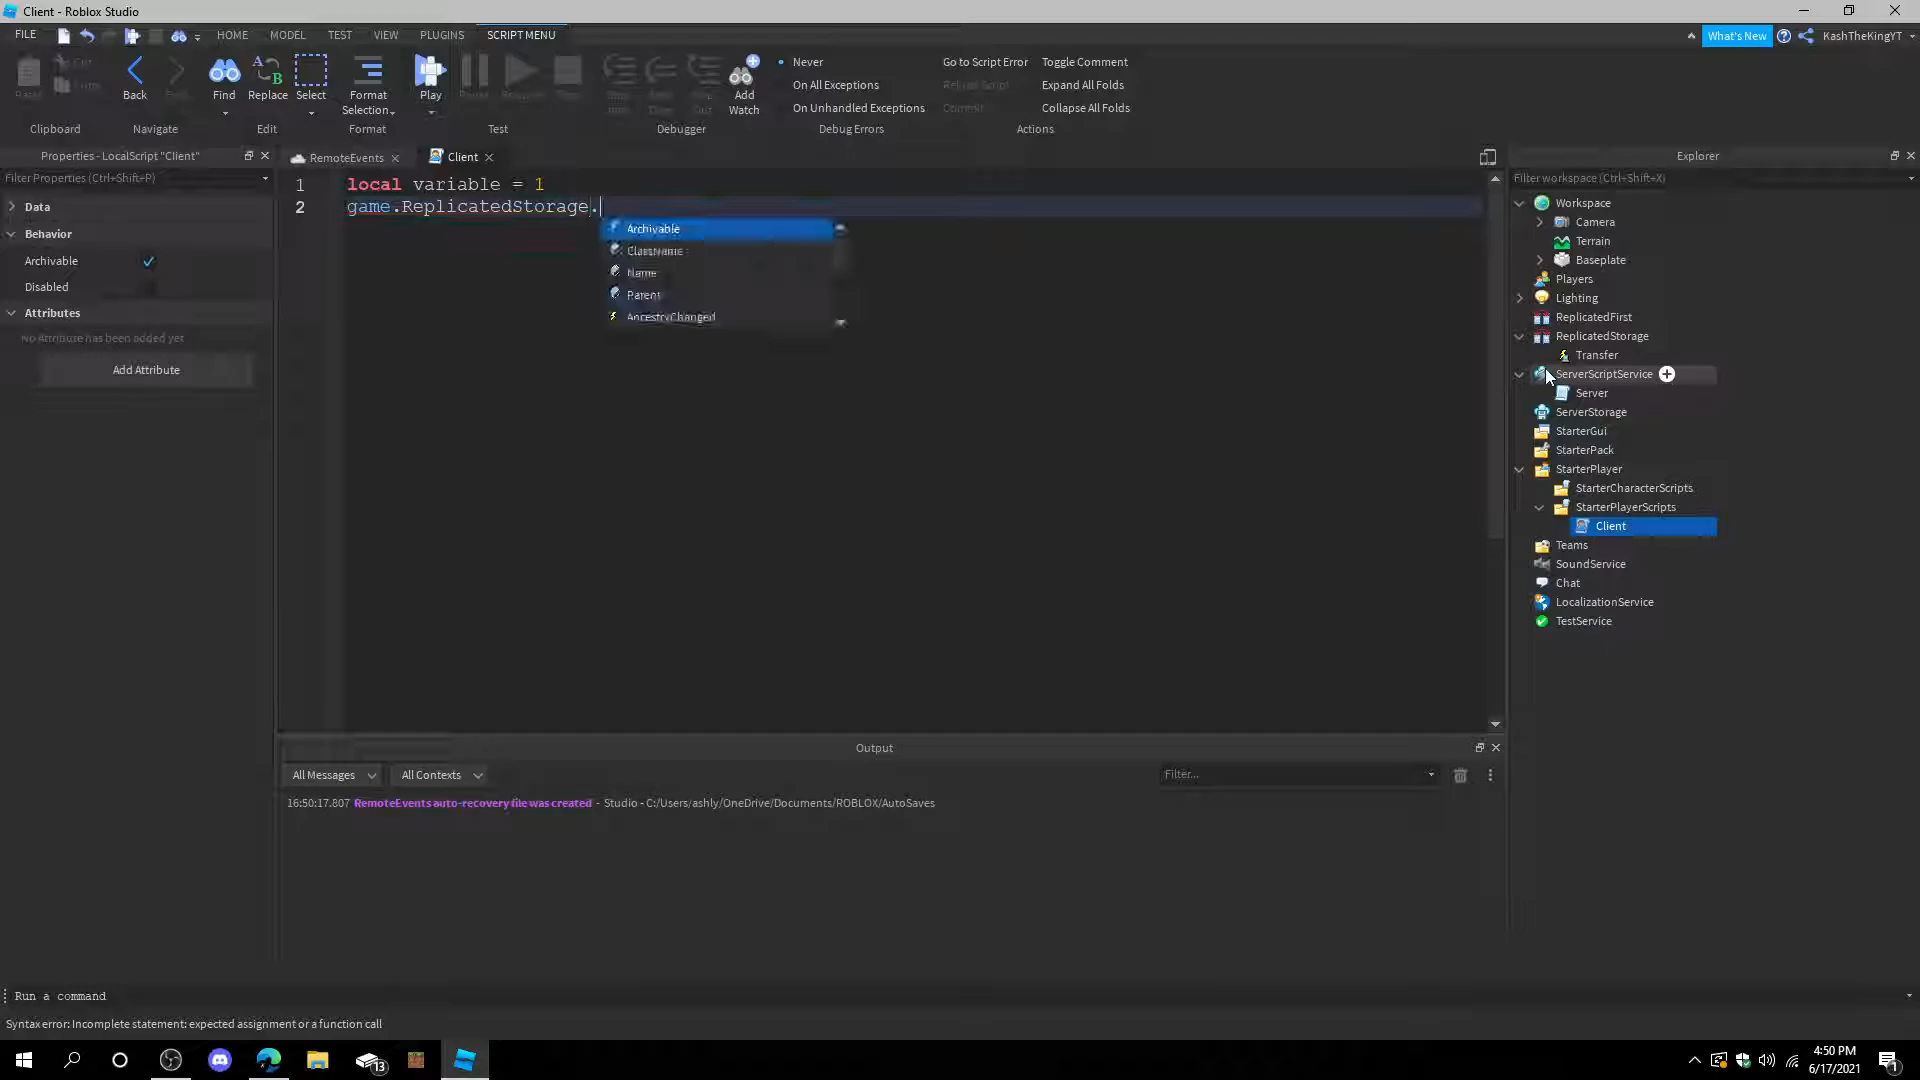 Client - Roblox Studio
FILE HOME MODEL TEST VIEW PLUGINS SCRIPT MENU What's New KashTheKingYT
Never Go to Script Error Toggle Comment
On All Exceptions Reload Script Expand All Folds
On Unhandled Exceptions Commit Collapse All Folds
Back Find Replace Select Format Selection Play Add Watch
Clipboard Navigate Edit Format Test Debugger Debug Errors Actions
Properties - LocalScript "Client"
Filter Properties (Ctrl+Shift+P)
Data
Behavior
Archivable
Disabled
Attributes
No Attribute has been added yet
Add Attribute
RemoteEvents
Client
1 local variable = 1
2 game.ReplicatedStorage.
Archivable
ClassName
Name
Parent
AncestryChanged
Explorer
Filter workspace (Ctrl+Shift+X)
Workspace
Camera
Terrain
Baseplate
Players
Lighting
ReplicatedFirst
ReplicatedStorage
Transfer
ServerScriptService
Server
ServerStorage
StarterGui
StarterPack
StarterPlayer
StarterCharacterScripts
StarterPlayerScripts
Client
Teams
SoundService
Chat
LocalizationService
TestService
Output
All Messages All Contexts Filter...
16:50:17.807 RemoteEvents auto-recovery file was created - Studio - C:/Users/ashly/OneDrive/Documents/ROBLOX/AutoSaves
Run a command
Syntax error: Incomplete statement: expected assignment or a function call
13
4:50 PM
6/17/2021
1